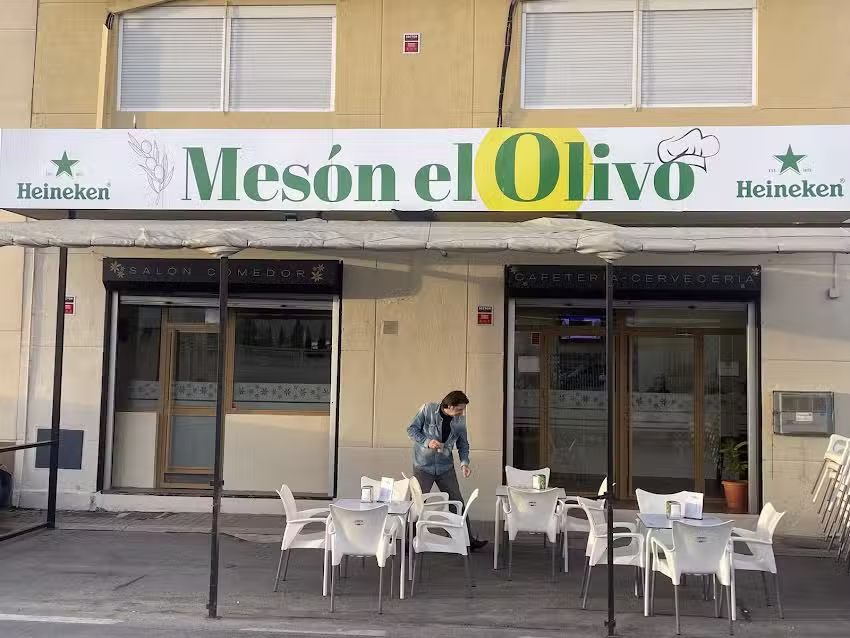 Heineken
Mesón el Olivo
Heineken
SALON COMEDOR
CAFETERIA-CERVECERIA